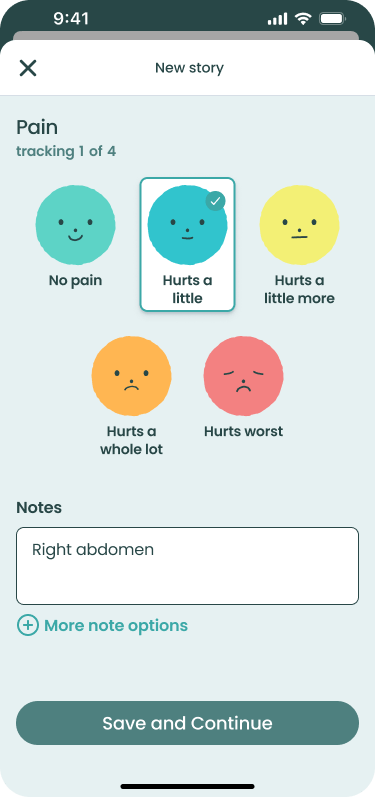 9:41
New story
Pain
tracking 1 of 4
No pain
Hurts a
little
Hurts a
little more
Hurts a
whole lot
Hurts worst
Notes
Right abdomen
More note options
Save and Continue